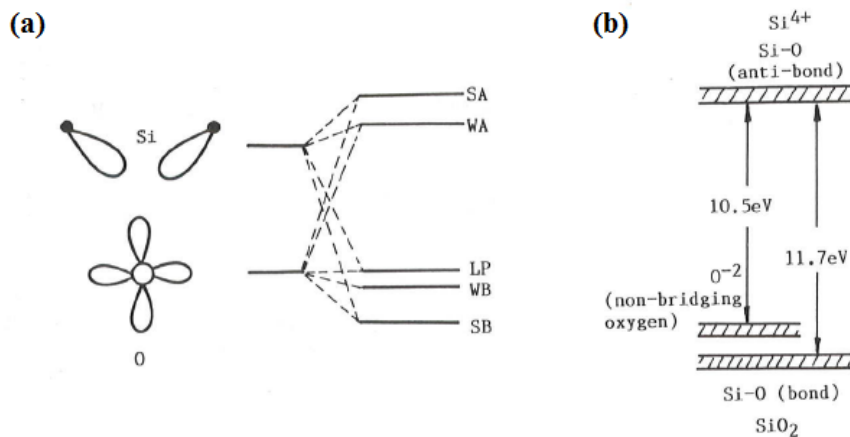 (a)
Si
O
SA
WA
LP
WB
SB
(b)
Si4+
Si-O
(anti-bond)
10.5eV
11.7eV
O-2
(non-bridging
oxygen)
Si-O (bond)
SiO2